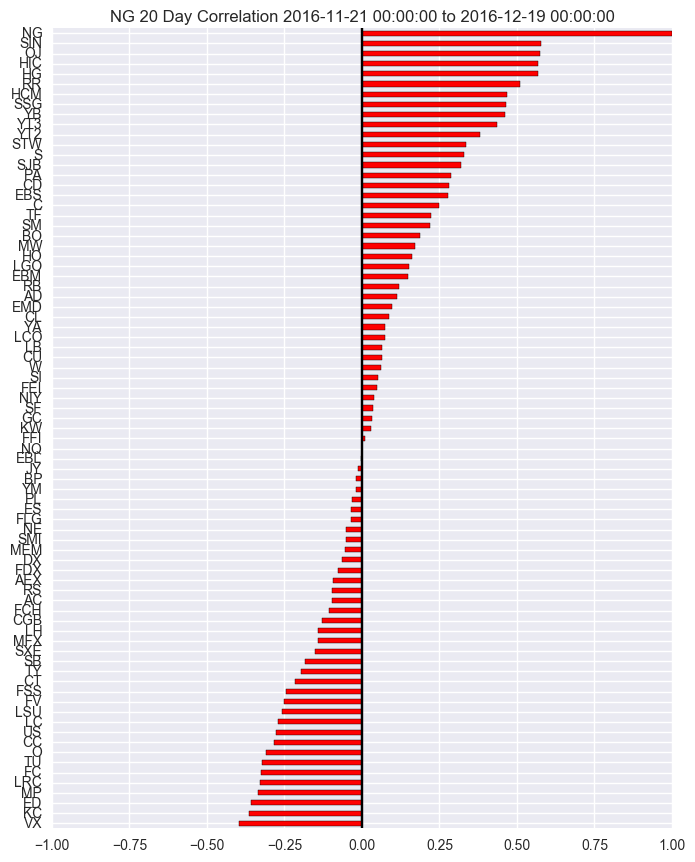 NG 20 Day Correlation 2016-11-21 00:00:00 to 2016-12-19 00:00:00
NG
SIN
OJ
HIC
HG
RR
HCM
SSG
YB
YT3
YT2
STW
S
SJB
PA
CD
EBS
C
TF
SM
BO
MW
HO
LGO
EBM
RB
AD
EMD
CL
YA
LCO
LB
CU
W
SI
FEI
NIY
SF
GC
KW
FFI
NQ
EBL
JY
BP
YM
PL
ES
FLG
NE
SMI
MEM
DX
FDX
AEX
RS
AC
FCH
CGB
LH
MFX
SXE
SB
TY
CT
FSS
FV
LSU
LC
US
CC
O
TU
FC
LRC
MP
ED
KC
VX
−1.00 −0.75 −0.50 −0.25 0.00 0.25 0.50 0.75 1.00